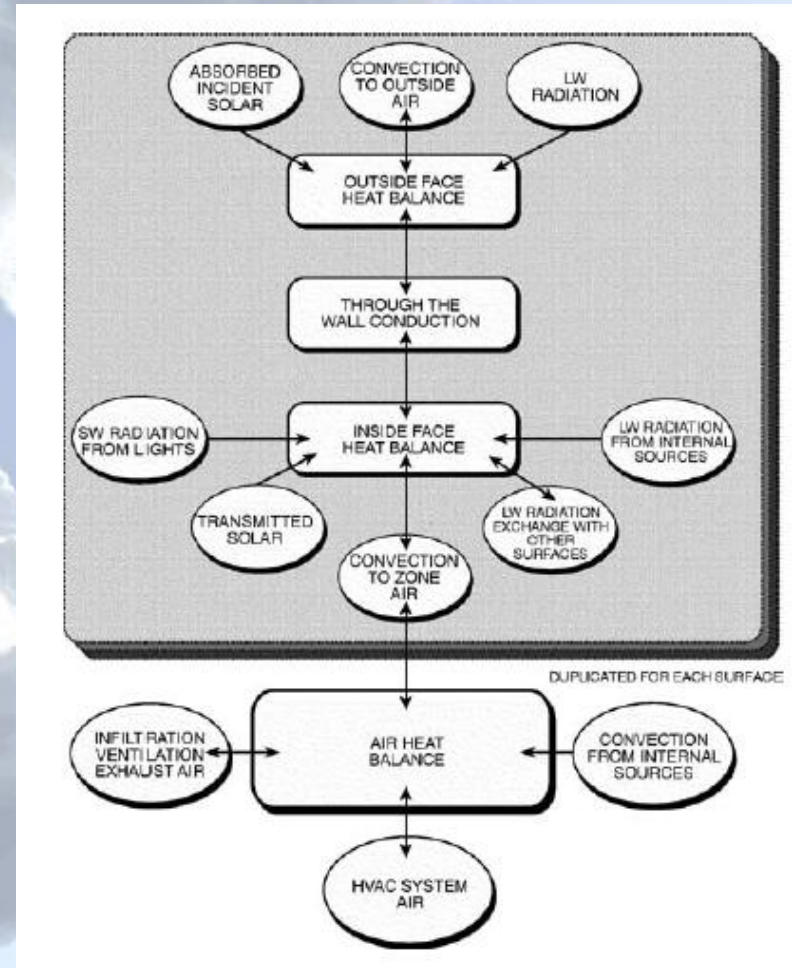 ABSORBED
INCIDENT
SOLAR
CONVECTION
TO OUTSIDE
AIR
LW
RADIATION
OUTSIDE FACE
HEAT BALANCE
THROUGH THE
WALL CONDUCTION
SW RADIATION
FROM LIGHTS
INSIDE FACE
HEAT BALANCE
LW RADIATION
FROM INTERNAL
SOURCES
TRANSMITTED
SOLAR
LW RADIATION
EXCHANGE WITH
OTHER
SURFACES
CONVECTION
TO ZONE
AIR
DUPLICATED FOR EACH SURFACE
INFILTRATION
VENTILATION
EXHAUST AIR
AIR HEAT
BALANCE
CONVECTION
FROM INTERNAL
SOURCES
HVAC SYSTEM
AIR